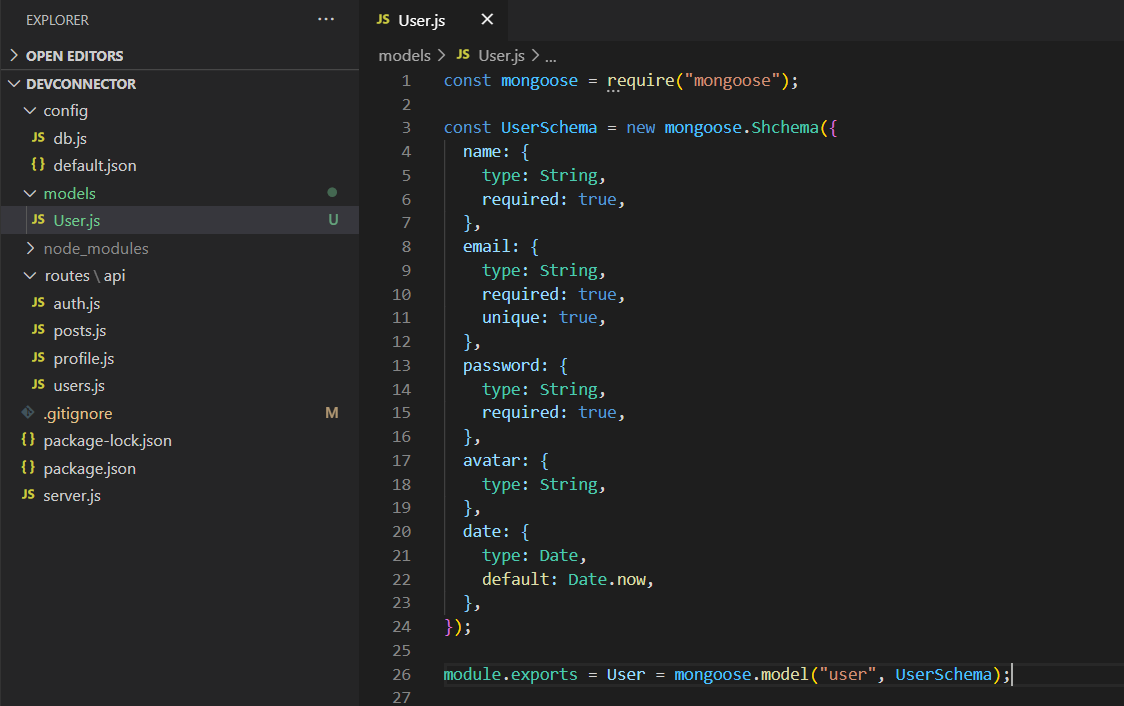 EXPLORER
···
OPEN EDITORS
DEVCONNECTOR
config
JS db.js
{} default.json
models
JS User.js U
node_modules
routes \ api
JS auth.js
JS posts.js
JS profile.js
JS users.js
.gitignore M
{} package-lock.json
{} package.json
JS server.js
JS User.js ×
models > JS User.js > ...
1 const mongoose = require("mongoose");
2
3 const UserSchema = new mongoose.Shchema({
4 name: {
5 type: String,
6 required: true,
7 },
8 email: {
9 type: String,
10 required: true,
11 unique: true,
12 },
13 password: {
14 type: String,
15 required: true,
16 },
17 avatar: {
18 type: String,
19 },
20 date: {
21 type: Date,
22 default: Date.now,
23 },
24 });
25
26 module.exports = User = mongoose.model("user", UserSchema);
27